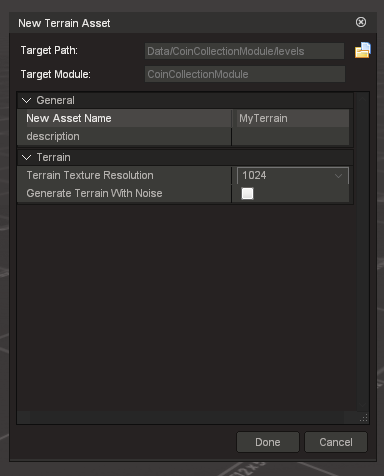 New Terrain Asset
Target Path: Data/CoinCollectionModule/levels
Target Module: CoinCollectionModule
General
New Asset Name MyTerrain
description
Terrain
Terrain Texture Resolution 1024
Generate Terrain With Noise
Done Cancel